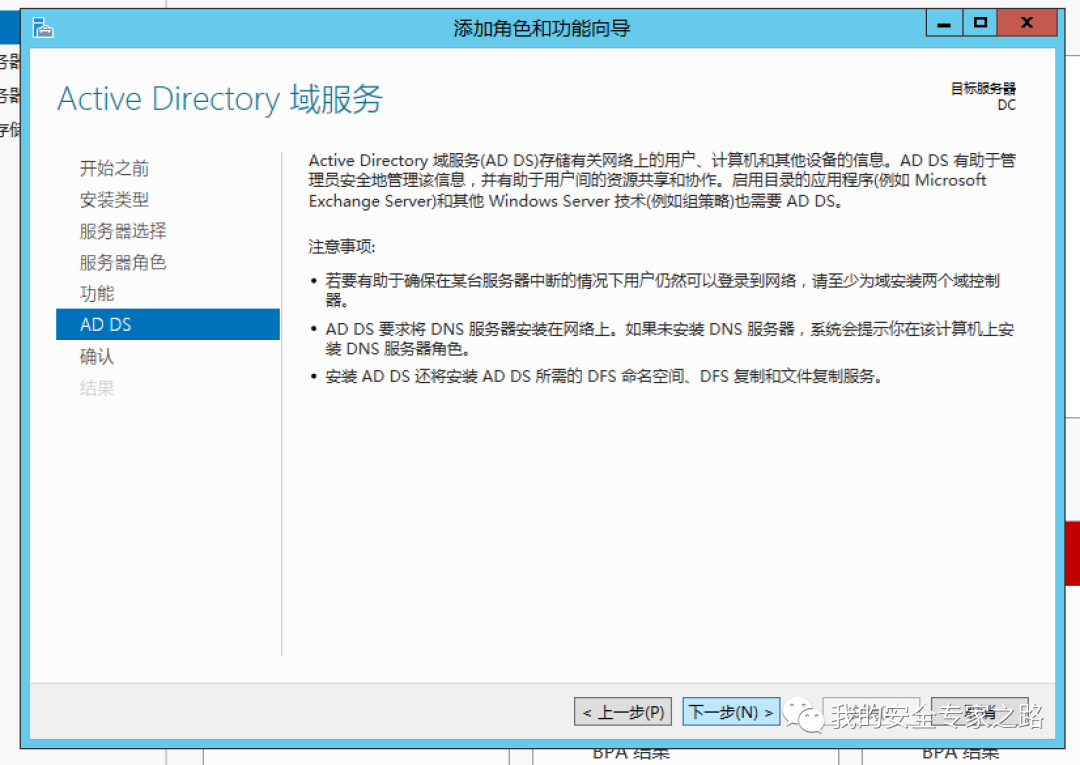 添加角色和功能向导
务器
务器
存储
Active Directory 域服务
目标服务器
DC
开始之前
安装类型
服务器选择
服务器角色
功能
AD DS
确认
结果
Active Directory 域服务(AD DS)存储有关网络上的用户、计算机和其他设备的信息。AD DS 有助于管
理员安全地管理该信息，并有助于用户间的资源共享和协作。启用目录的应用程序(例如 Microsoft
Exchange Server)和其他 Windows Server 技术(例如组策略)也需要 AD DS。
注意事项:
• 若要有助于确保在某台服务器中断的情况下用户仍然可以登录到网络，请至少为域安装两个域控制
器。
• AD DS 要求将 DNS 服务器安装在网络上。如果未安装 DNS 服务器，系统会提示你在该计算机上安
装 DNS 服务器角色。
• 安装 AD DS 还将安装 AD DS 所需的 DFS 命名空间、DFS 复制和文件复制服务。
< 上一步(P)
下一步(N) >
取消
我的安全专家之路
BPA 结果
BPA 结果